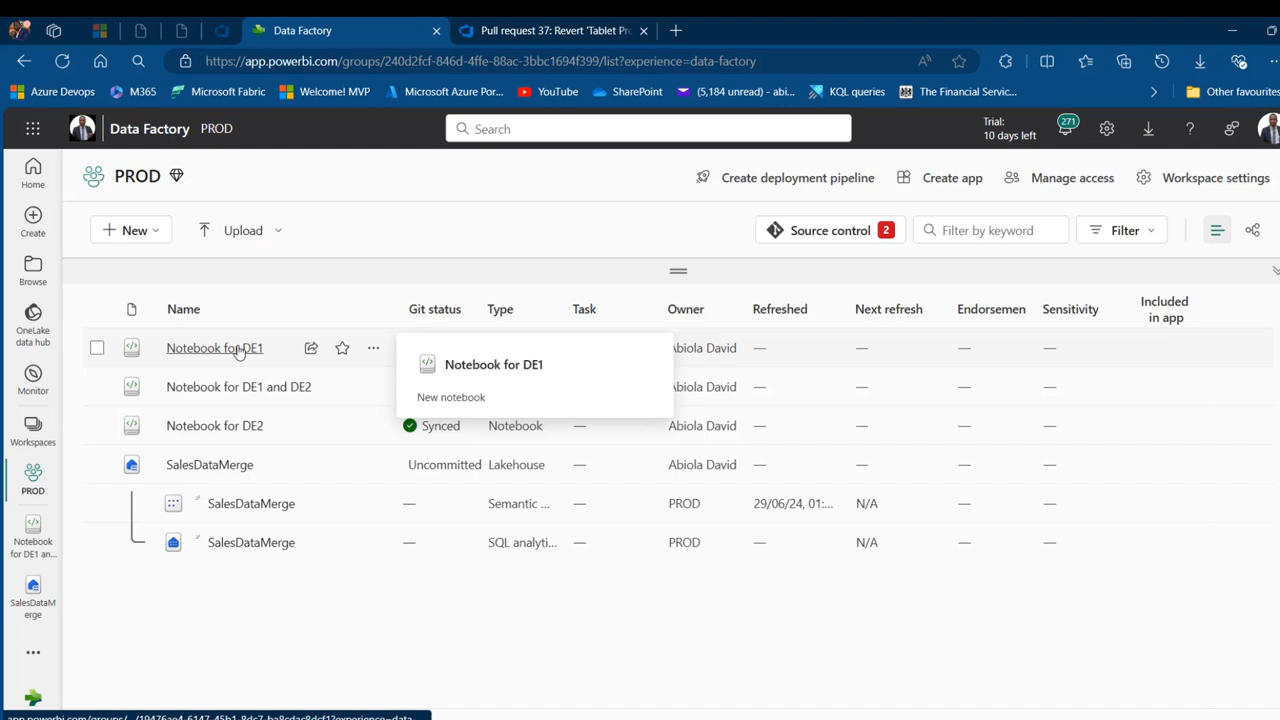 Data Factory
Pull request 37: Revert 'Tablet Pr
https://app.powerbi.com/groups/240d2fcf-846d-4ffe-88ac-3bbc1694f399/list?experience=data-factory
Azure Devops M365 Microsoft Fabric Welcome! MVP Microsoft Azure Por... YouTube SharePoint (5,184 unread) - abi... KQL queries The Financial Servic... Other favourites
Data Factory PROD Search Trial: 10 days left 271
Home
PROD Create deployment pipeline Create app Manage access Workspace settings
Create
New Upload Source control 2 Filter by keyword Filter
Browse
Name Git status Type Task Owner Refreshed Next refresh Endorsemen Sensitivity Included in app
OneLake data hub
Notebook for DE1 Abiola David — — — —
Notebook for DE1
New notebook
Monitor
Notebook for DE1 and DE2 Abiola David — — — —
Workspaces
Notebook for DE2 Synced Notebook — Abiola David — — — —
SalesDataMerge Uncommitted Lakehouse — Abiola David — — — —
PROD
SalesDataMerge — Semantic ... — PROD 29/06/24, 01:... N/A — —
Notebook for DE1 an...
SalesDataMerge — SQL analyti... — PROD — N/A — —
SalesDataM erge